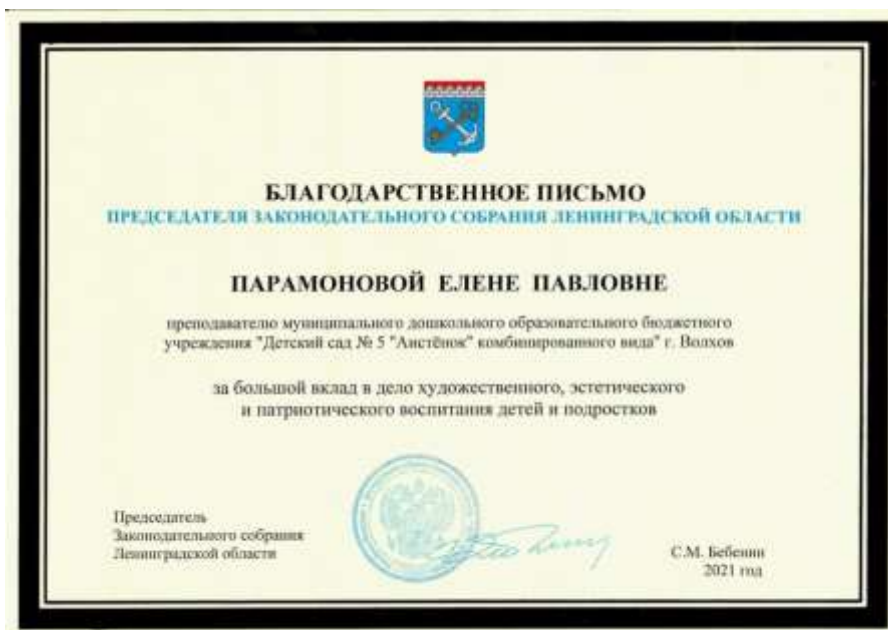 БЛАГОДАРСТВЕННОЕ ПИСЬМО
ПРЕДСЕДАТЕЛЯ ЗАКОНОДАТЕЛЬНОГО СОБРАНИЯ ЛЕНИНГРАДСКОЙ ОБЛАСТИ
ПАРАМОНОВОЙ ЕЛЕНЕ ПАВЛОВНЕ
преподавателю муниципального дошкольного образовательного бюджетного
учреждения "Детский сад № 5 "Аистёнок" комбинированного вида" г. Волхов
за большой вклад в дело художественного, эстетического
и патриотического воспитания детей и подростков
Председатель
Законодательного собрания
Ленинградской области
С.М. Бебенин
2021 год